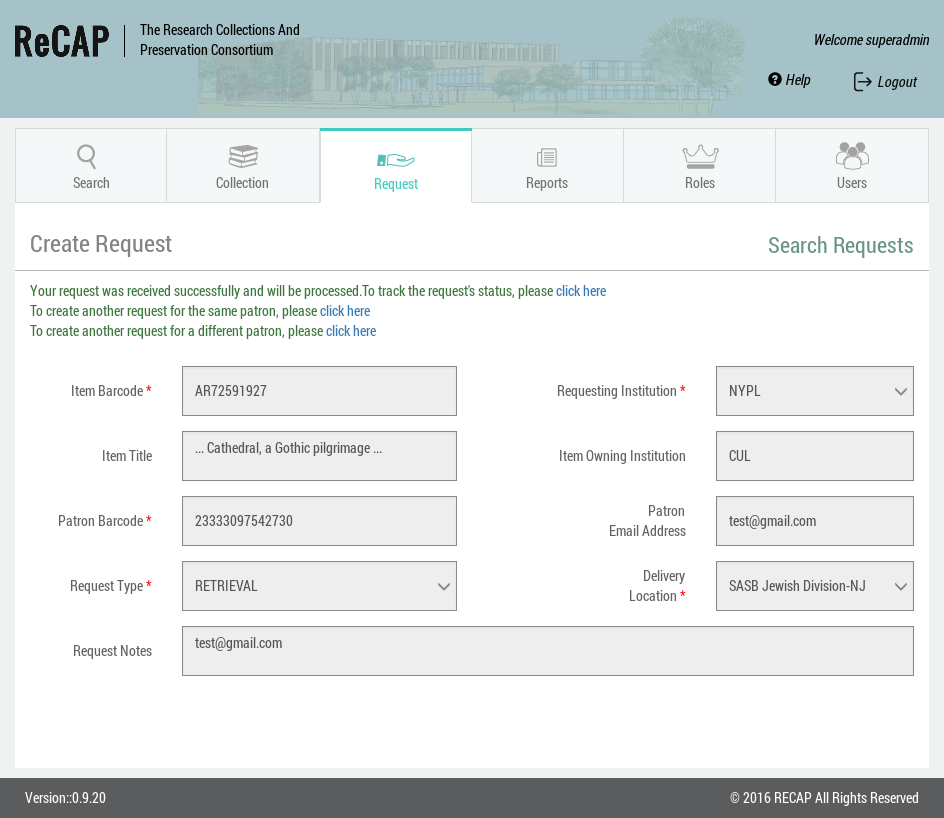 ReCAP
The Research Collections And
Preservation Consortium
Welcome superadmin
Help
Logout
Search
Collection
Request
Reports
Roles
Users
Create Request
Search Requests
Your request was received successfully and will be processed.To track the request's status, please click here
To create another request for the same patron, please click here
To create another request for a different patron, please click here
Item Barcode *
AR72591927
Requesting Institution *
NYPL
Item Title
... Cathedral, a Gothic pilgrimage ...
Item Owning Institution
CUL
Patron Barcode *
23333097542730
Patron
Email Address
test@gmail.com
Request Type *
RETRIEVAL
Delivery
Location *
SASB Jewish Division-NJ
Request Notes
test@gmail.com
Version::0.9.20
© 2016 RECAP All Rights Reserved